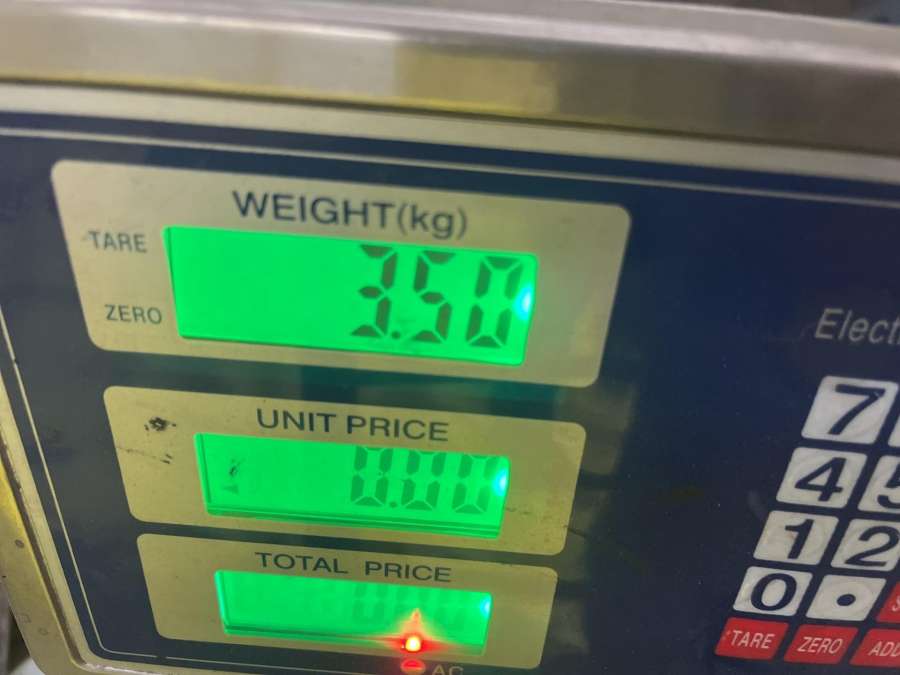 WEIGHT(kg)
TARE
3.50
ZERO
UNIT PRICE
0.00
TOTAL PRICE
AC
7
4 5
1 2
0 .
TARE ZERO